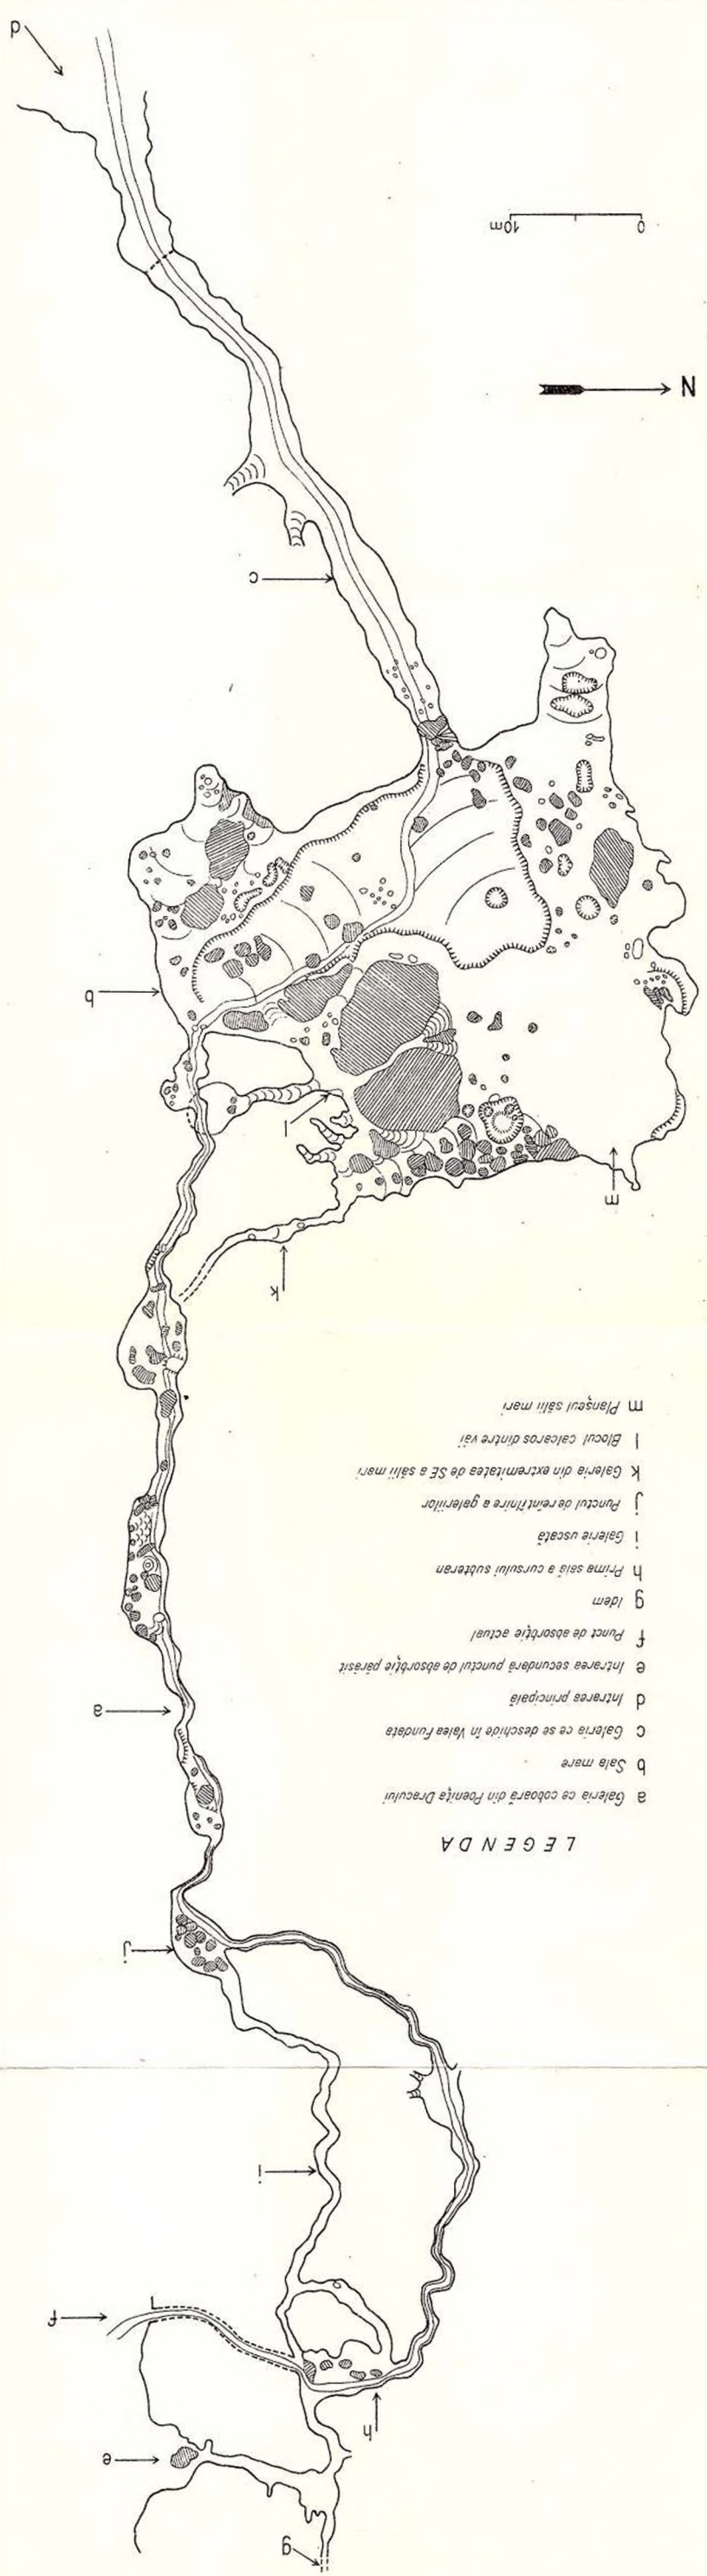 LEGENDA
a Galeria ce coboară din Poenița Dracului
b Sala mare
c Galeria ce se deschide în Valea Fundata
d Intrarea principală
e Intrarea secundară punctul de absorbție părăsit
f Punct de absorbție actual
g Idem
h Prima sală a cursului subteran
i Galerie uscată
j Punctul de reîntîlnire a galeriilor
k Galeria din extremitatea de SE a sălii mari
l Blocul calcaros dintre văi
m Planșeul sălii mari
g
h
e
f
i
j
a
k
m
l
b
c
N
0 10m
d